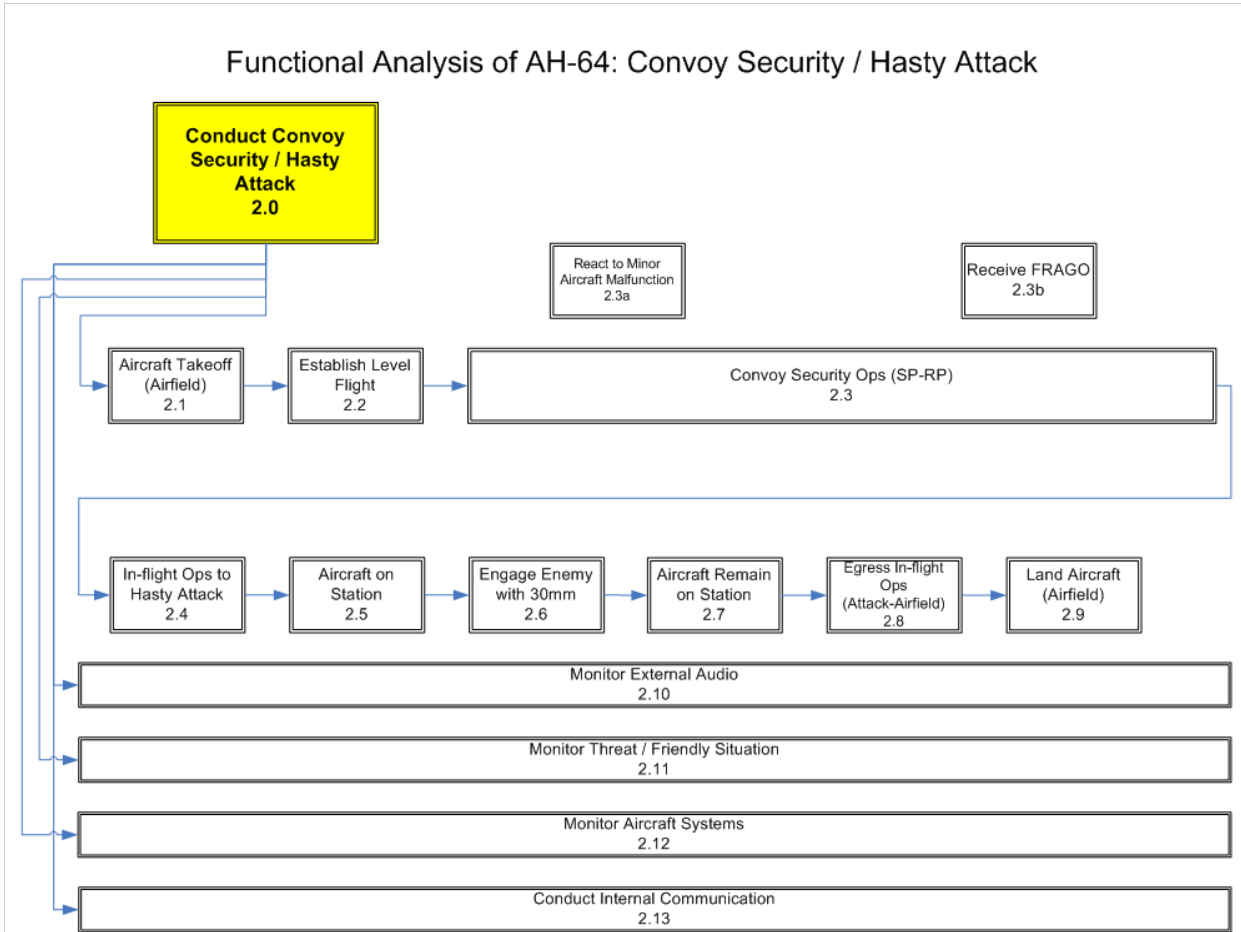 Functional Analysis of AH-64: Convoy Security / Hasty Attack
Conduct Convoy
Security / Hasty
Attack
2.0
React to Minor
Aircraft Malfunction
2.3a
Receive FRAGO
2.3b
Aircraft Takeoff
(Airfield)
2.1
Establish Level
Flight
2.2
Convoy Security Ops (SP-RP)
2.3
In-flight Ops to
Hasty Attack
2.4
Aircraft on
Station
2.5
Engage Enemy
with 30mm
2.6
Aircraft Remain
on Station
2.7
Egress In-flight
Ops
(Attack-Airfield)
2.8
Land Aircraft
(Airfield)
2.9
Monitor External Audio
2.10
Monitor Threat / Friendly Situation
2.11
Monitor Aircraft Systems
2.12
Conduct Internal Communication
2.13